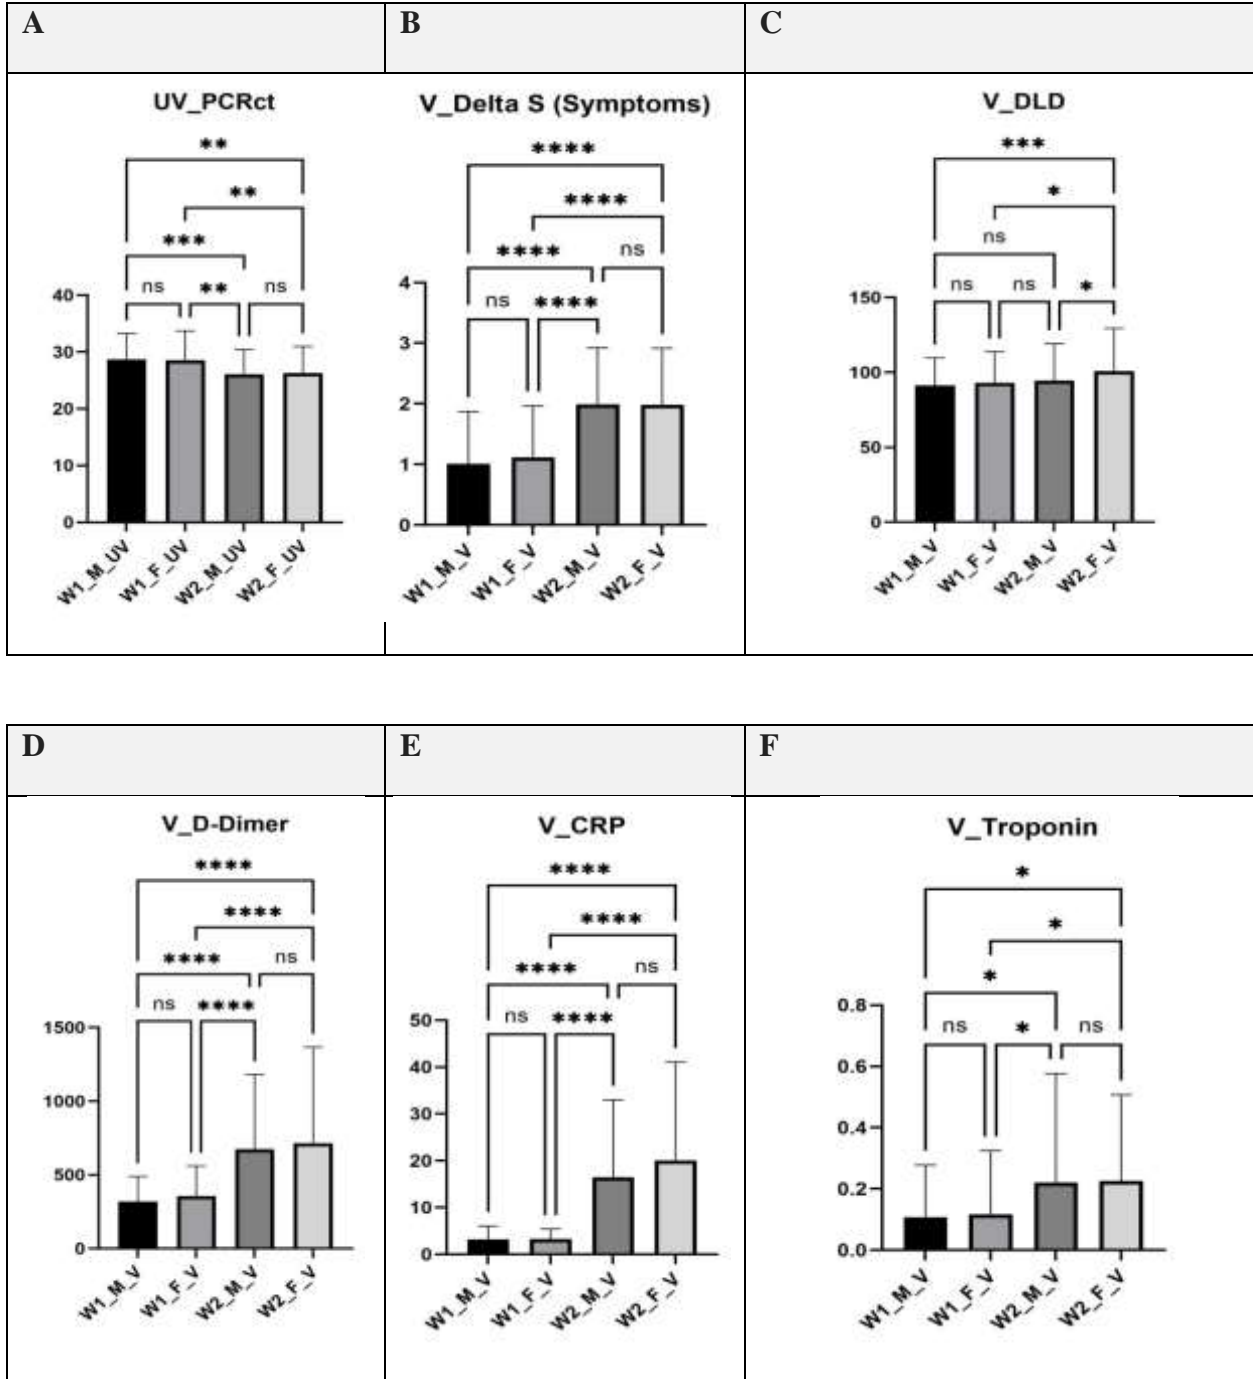 A B C
UV_PCRct
**
**
***
ns ** ns
40
30
20
10
0
W1_M_UV W1_F_UV W2_M_UV W2_F_UV
V_Delta S (Symptoms)
****
****
**** ns
ns ****
4
3
2
1
0
W1_M_V W1_F_V W2_M_V W2_F_V
V_DLD
***
*
ns
ns ns *
150
100
50
0
W1_M_V W1_F_V W2_M_V W2_F_V
D E F
V_D-Dimer
****
****
**** ns
ns ****
1500
1000
500
0
W1_M_V W1_F_V W2_M_V W2_F_V
V_CRP
****
****
**** ns
ns ****
50
40
30
20
10
0
W1_M_V W1_F_V W2_M_V W2_F_V
V_Troponin
*
*
*
ns * ns
0.8
0.6
0.4
0.2
0.0
W1_M_V W1_F_V W2_M_V W2_F_V